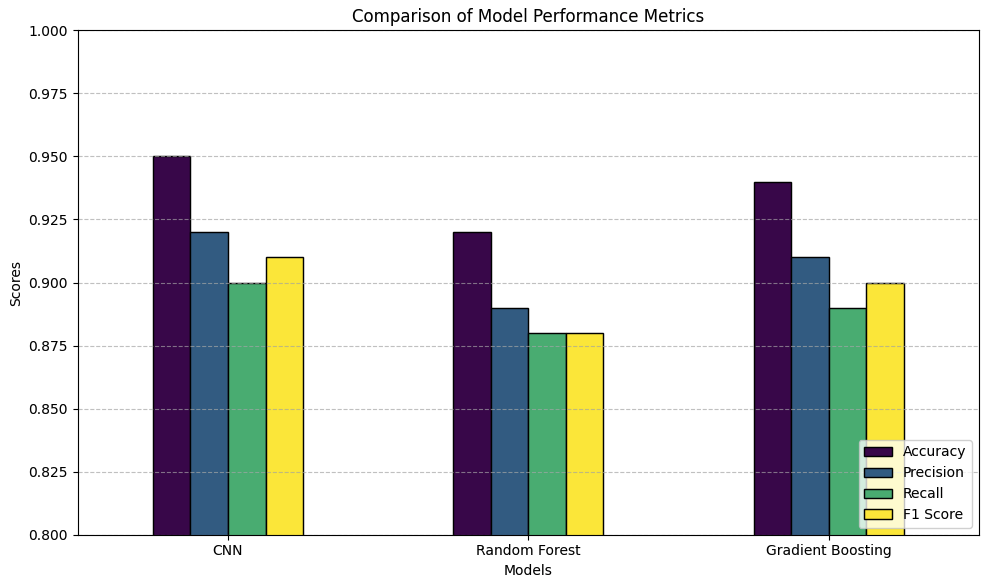 Comparison of Model Performance Metrics
1.000
0.975
0.950
0.925
0.900
0.875
0.850
0.825
0.800
Scores
Accuracy
Precision
Recall
F1 Score
CNN
Random Forest
Gradient Boosting
Models